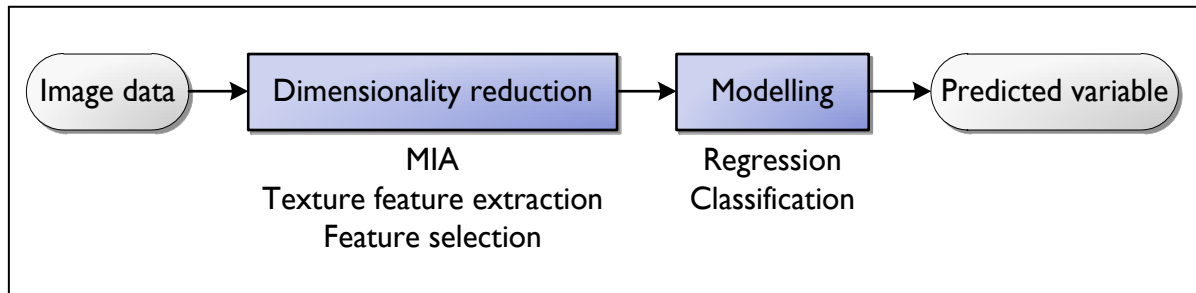 Image data
Dimensionality reduction
Modelling
Predicted variable
MIA
Texture feature extraction
Feature selection
Regression
Classification